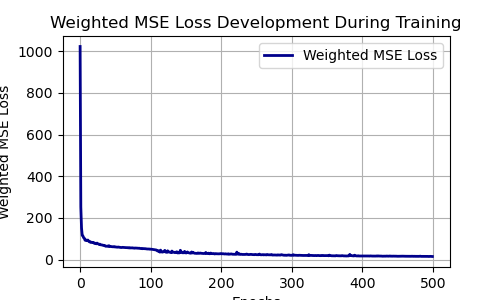 Weighted MSE Loss Development During Training
Weighted MSE Loss
Weighted MSE Loss
1000
800
600
400
200
0
0 100 200 300 400 500
Epochs